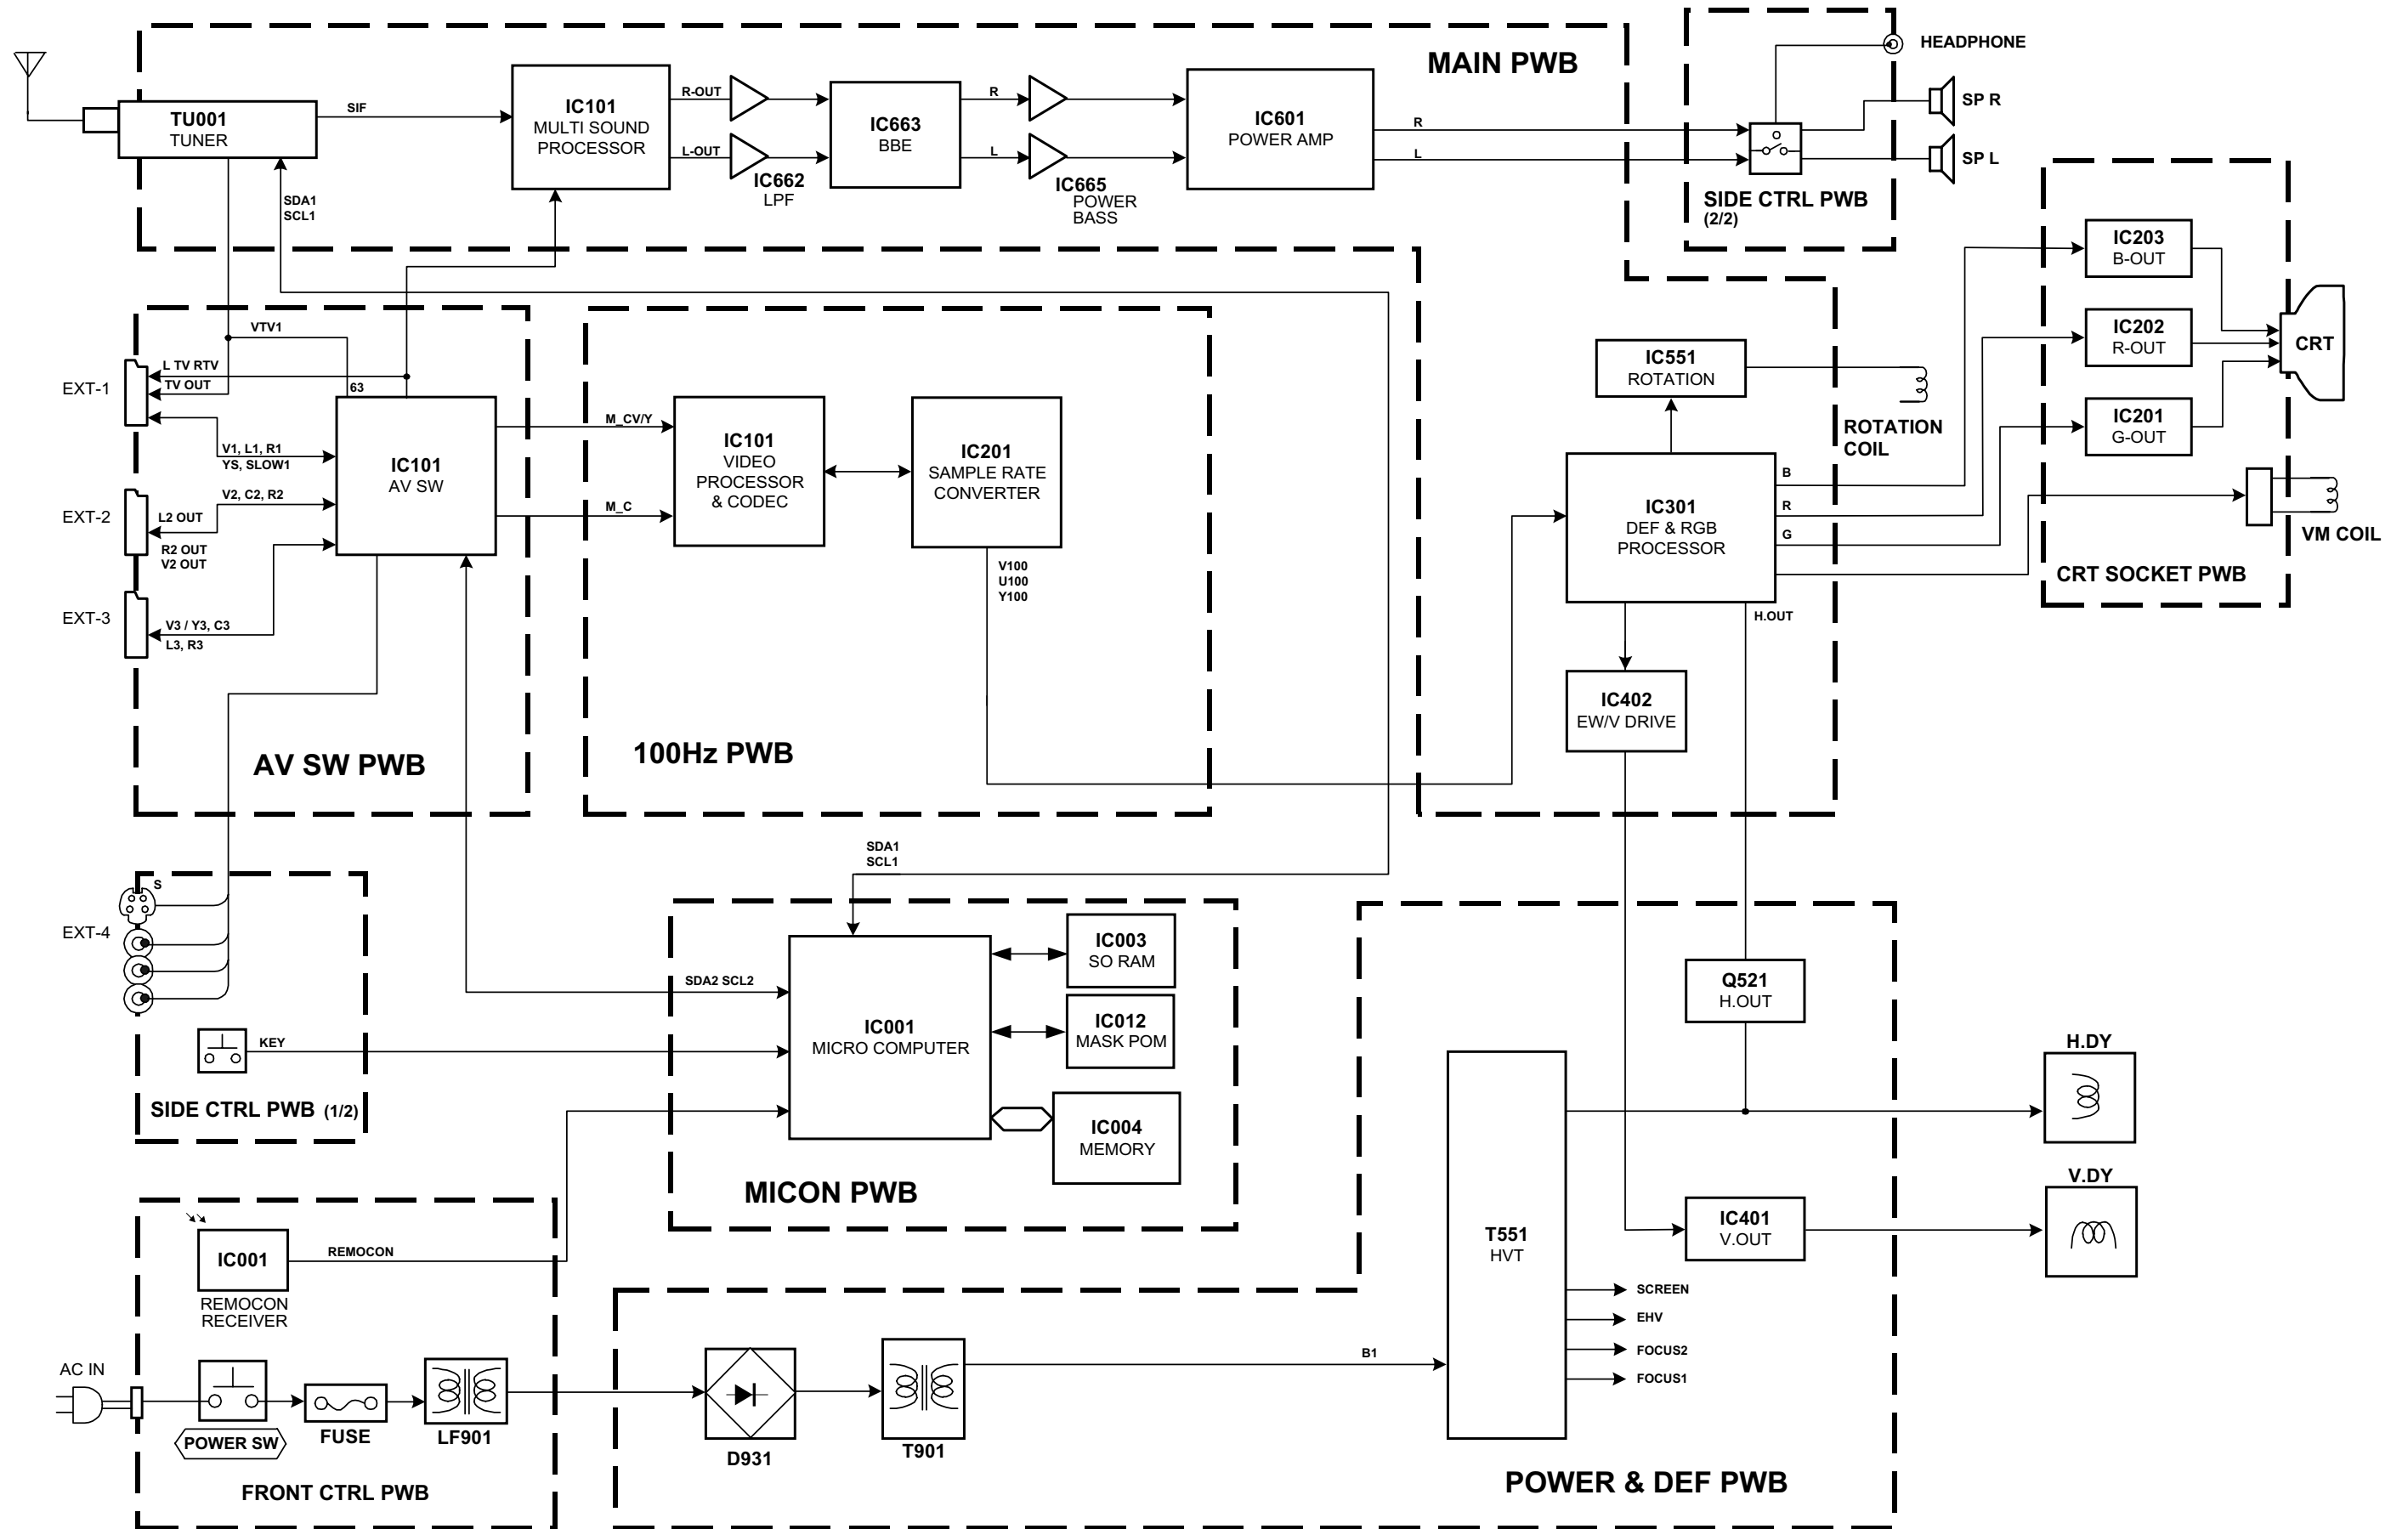 MAIN PWB
HEADPHONE
SP R
SP L
SIDE CTRL PWB
(2/2)
TU001
TUNER
SIF
IC101
MULTI SOUND
PROCESSOR
R-OUT
L-OUT
IC662
LPF
IC663
BBE
R
L
IC665
POWER
BASS
IC601
POWER AMP
R
L
SDA1
SCL1
IC203
B-OUT
IC202
R-OUT
IC201
G-OUT
CRT
VM COIL
CRT SOCKET PWB
VTV1
EXT-1
L TV RTV
TV OUT
63
V1, L1, R1
YS, SLOW1
IC101
AV SW
EXT-2
V2, C2, R2
L2 OUT
R2 OUT
V2 OUT
EXT-3
V3 / Y3, C3
L3, R3
AV SW PWB
M_CV/Y
M_C
IC101
VIDEO
PROCESSOR
& CODEC
IC201
SAMPLE RATE
CONVERTER
V100
U100
Y100
100Hz PWB
IC551
ROTATION
ROTATION
COIL
IC301
DEF & RGB
PROCESSOR
B
R
G
H.OUT
IC402
EW/V DRIVE
SDA1
SCL1
S
EXT-4
KEY
SIDE CTRL PWB (1/2)
SDA2 SCL2
IC001
MICRO COMPUTER
IC003
SO RAM
IC012
MASK POM
IC004
MEMORY
MICON PWB
Q521
H.OUT
H.DY
V.DY
IC401
V.OUT
T551
HVT
SCREEN
EHV
FOCUS2
FOCUS1
IC001
REMOCON
REMOCON
RECEIVER
AC IN
POWER SW
FUSE
LF901
FRONT CTRL PWB
D931
T901
B1
POWER & DEF PWB